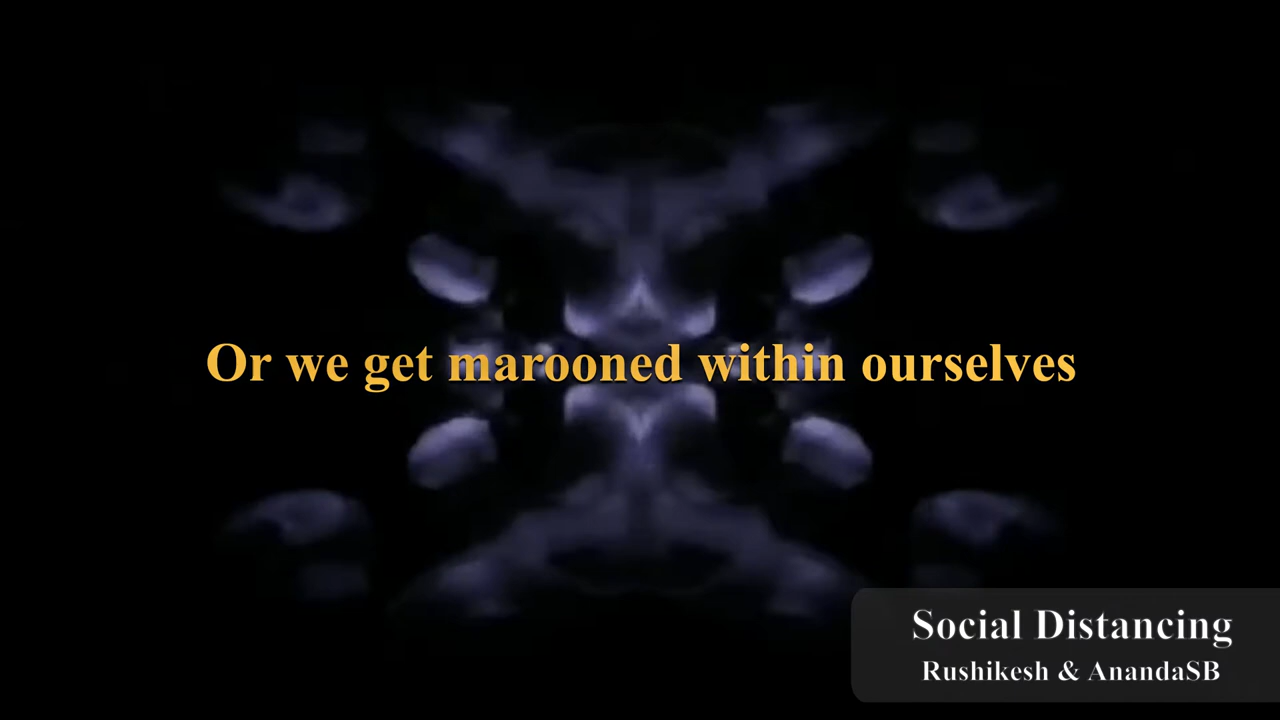 Or we get marooned within ourselves
Social Distancing
Rushikesh & AnandaSB